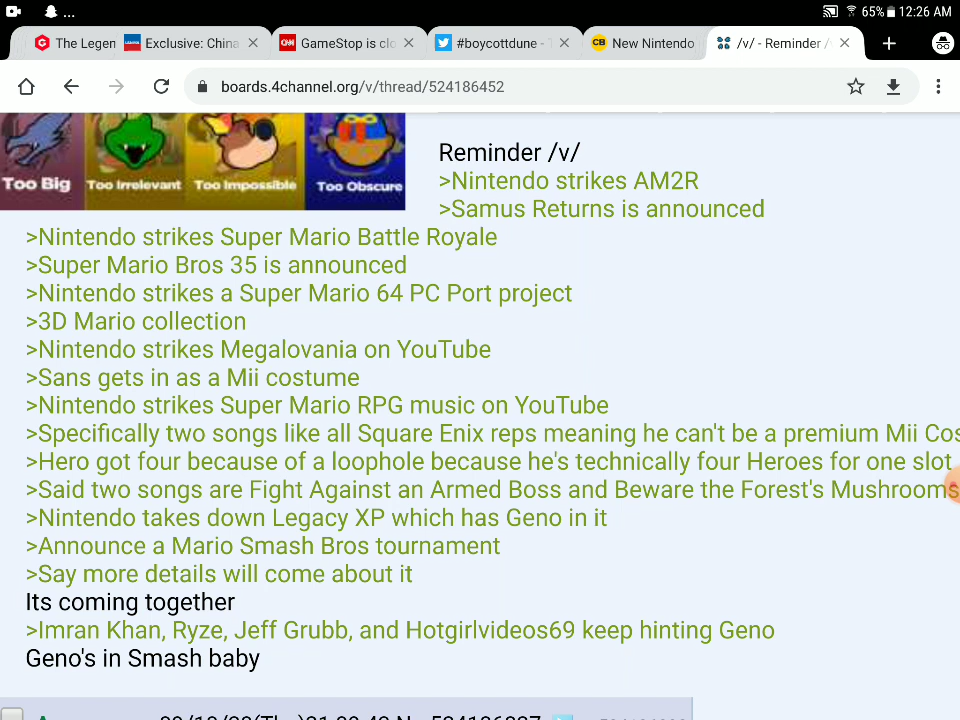 65% 12:26 AM
The Legen
Exclusive: China
GameStop is clo
#boycottdune -
New Nintendo
/v/ - Reminder /
boards.4channel.org/v/thread/524186452
Too Big
Too Irrelevant
Too Impossible
Too Obscure
Reminder /v/
>Nintendo strikes AM2R
>Samus Returns is announced
>Nintendo strikes Super Mario Battle Royale
>Super Mario Bros 35 is announced
>Nintendo strikes a Super Mario 64 PC Port project
>3D Mario collection
>Nintendo strikes Megalovania on YouTube
>Sans gets in as a Mii costume
>Nintendo strikes Super Mario RPG music on YouTube
>Specifically two songs like all Square Enix reps meaning he can't be a premium Mii Cos
>Hero got four because of a loophole because he's technically four Heroes for one slot
>Said two songs are Fight Against an Armed Boss and Beware the Forest's Mushrooms
>Nintendo takes down Legacy XP which has Geno in it
>Announce a Mario Smash Bros tournament
>Say more details will come about it
Its coming together
>Imran Khan, Ryze, Jeff Grubb, and Hotgirlvideos69 keep hinting Geno
Geno's in Smash baby